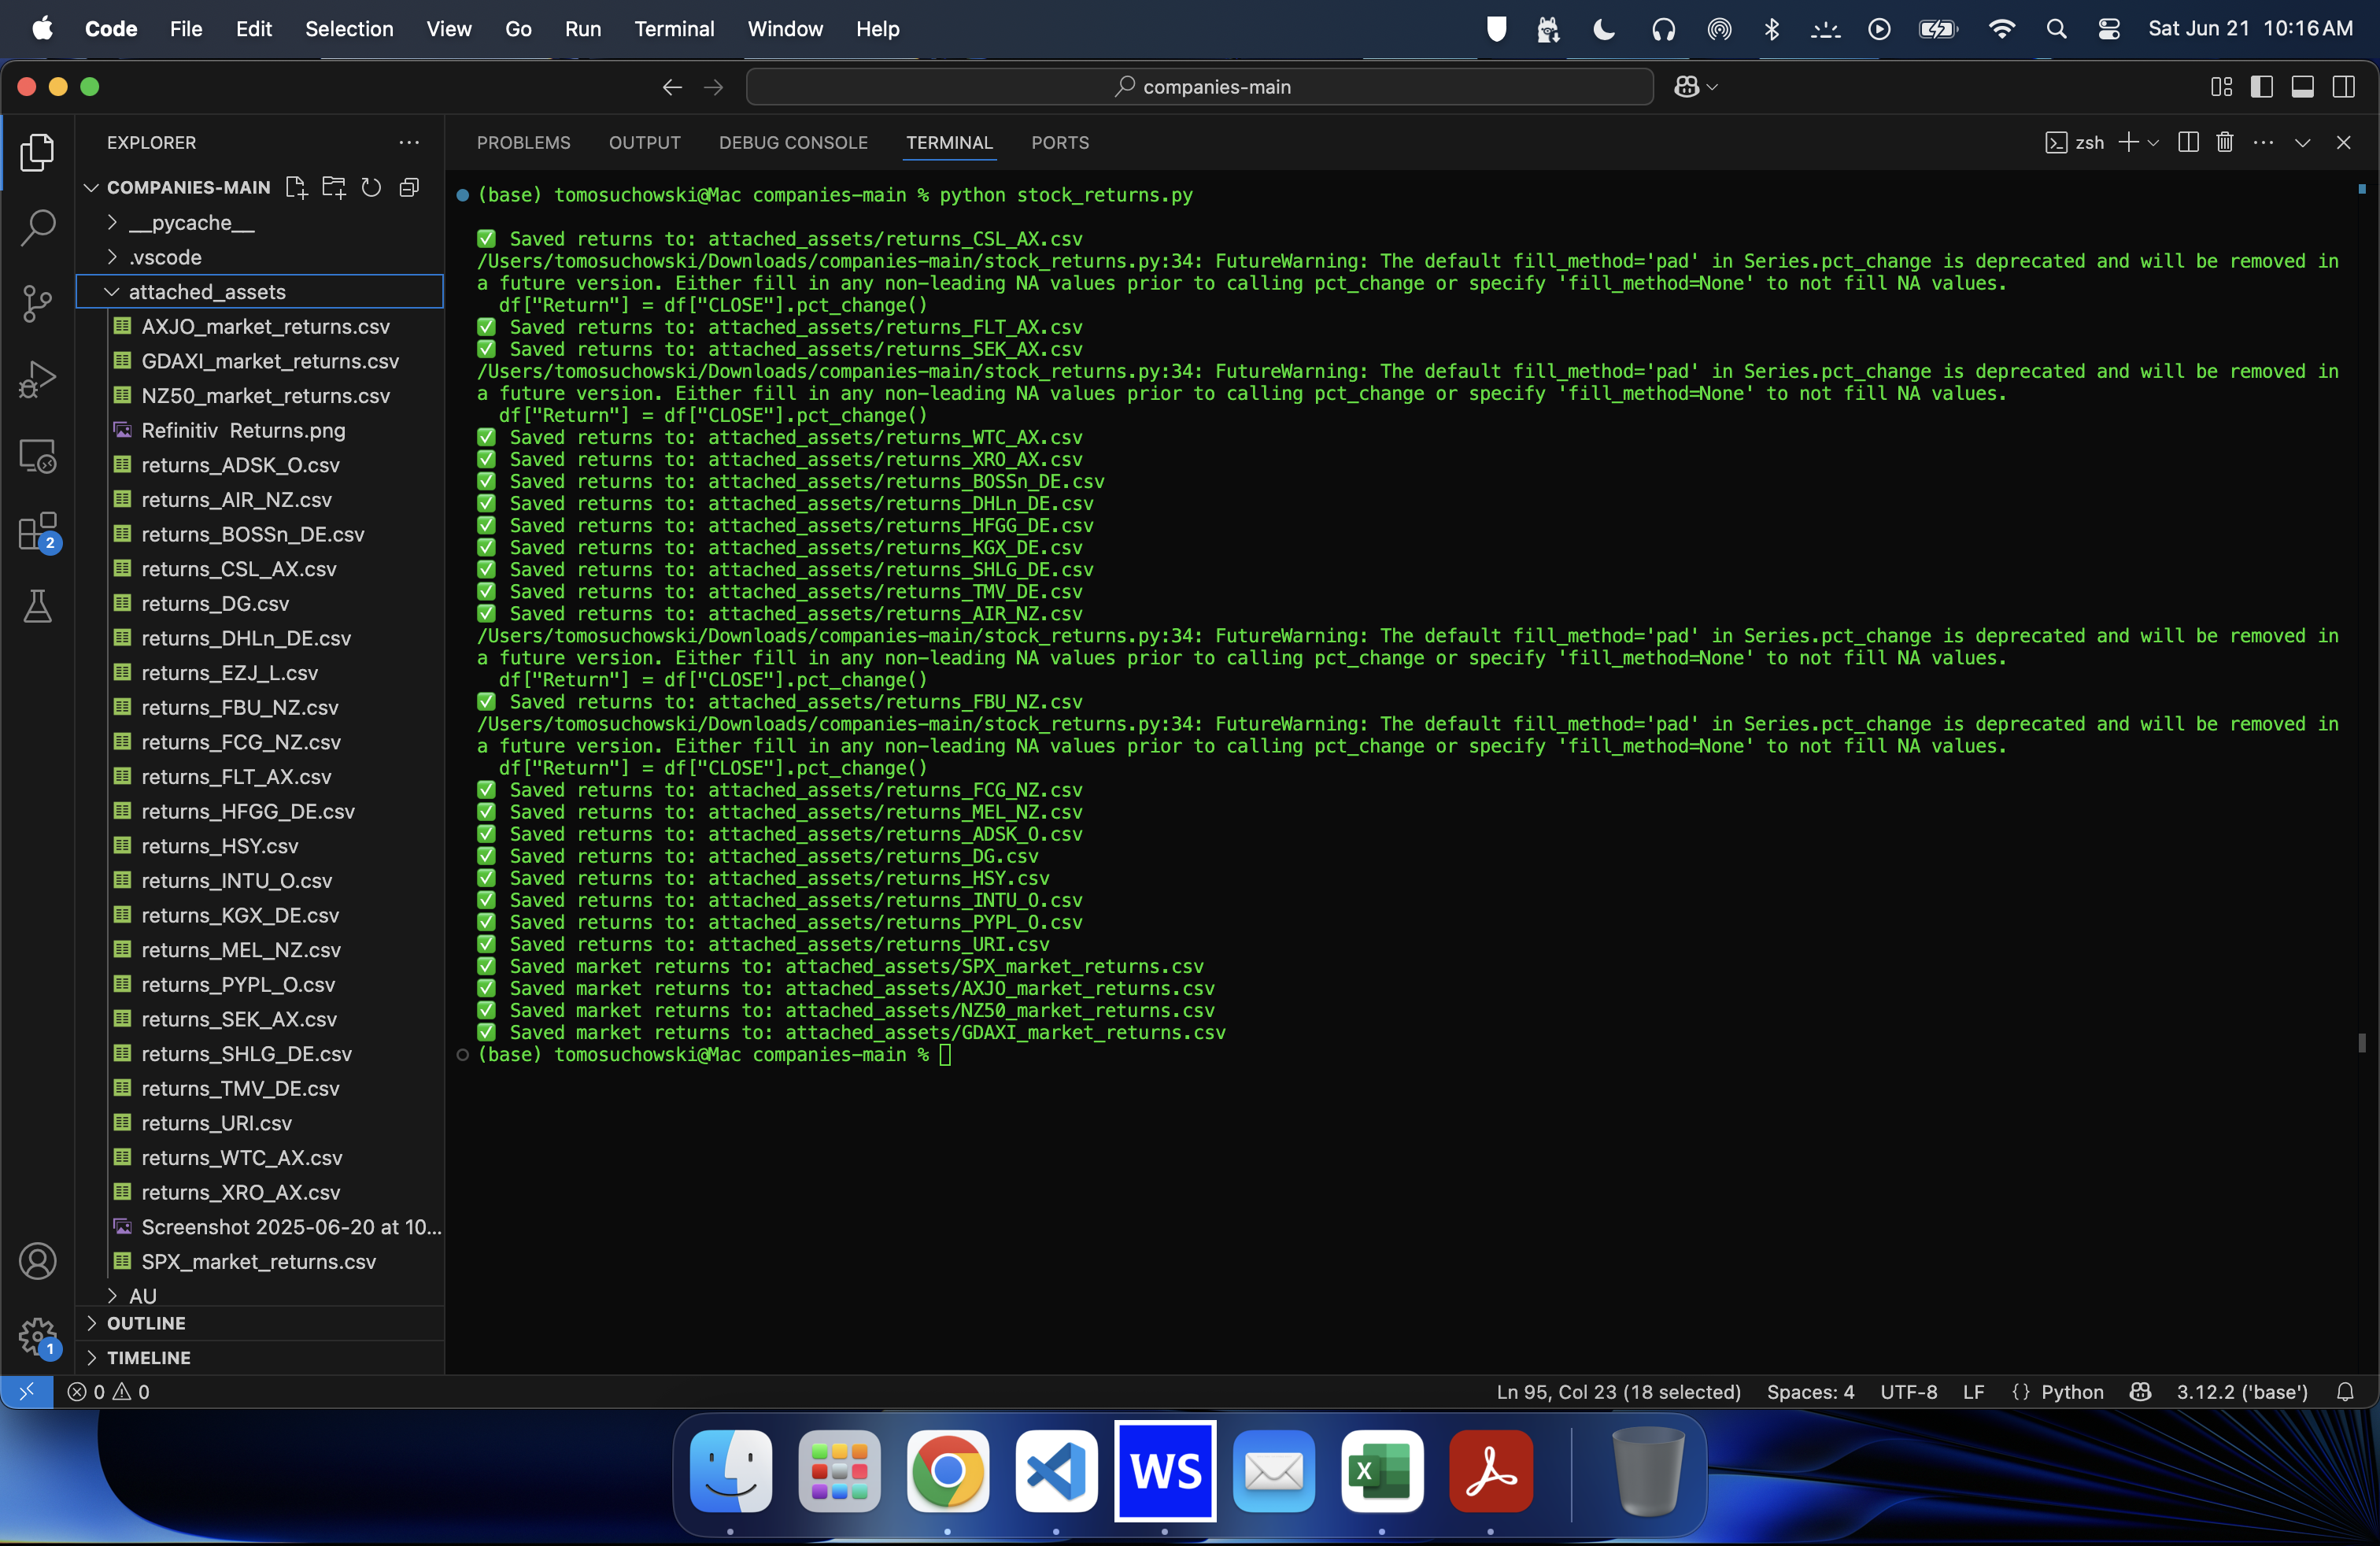 Code File Edit Selection View Go Run Terminal Window Help Sat Jun 21 10:16 AM
companies-main
EXPLORER
COMPANIES-MAIN
__pycache__
.vscode
attached_assets
AXJO_market_returns.csv
GDAXI_market_returns.csv
NZ50_market_returns.csv
Refinitiv Returns.png
returns_ADSK_O.csv
returns_AIR_NZ.csv
returns_BOSSn_DE.csv
returns_CSL_AX.csv
returns_DG.csv
returns_DHLn_DE.csv
returns_EZJ_L.csv
returns_FBU_NZ.csv
returns_FCG_NZ.csv
returns_FLT_AX.csv
returns_HFGG_DE.csv
returns_HSY.csv
returns_INTU_O.csv
returns_KGX_DE.csv
returns_MEL_NZ.csv
returns_PYPL_O.csv
returns_SEK_AX.csv
returns_SHLG_DE.csv
returns_TMV_DE.csv
returns_URI.csv
returns_WTC_AX.csv
returns_XRO_AX.csv
Screenshot 2025-06-20 at 10...
SPX_market_returns.csv
AU
OUTLINE
TIMELINE
2
1
PROBLEMS OUTPUT DEBUG CONSOLE TERMINAL PORTS zsh
(base) tomosuchowski@Mac companies-main % python stock_returns.py
✅ Saved returns to: attached_assets/returns_CSL_AX.csv
/Users/tomosuchowski/Downloads/companies-main/stock_returns.py:34: FutureWarning: The default fill_method='pad' in Series.pct_change is deprecated and will be removed in
a future version. Either fill in any non-leading NA values prior to calling pct_change or specify 'fill_method=None' to not fill NA values.
df["Return"] = df["CLOSE"].pct_change()
✅ Saved returns to: attached_assets/returns_FLT_AX.csv
✅ Saved returns to: attached_assets/returns_SEK_AX.csv
/Users/tomosuchowski/Downloads/companies-main/stock_returns.py:34: FutureWarning: The default fill_method='pad' in Series.pct_change is deprecated and will be removed in
a future version. Either fill in any non-leading NA values prior to calling pct_change or specify 'fill_method=None' to not fill NA values.
df["Return"] = df["CLOSE"].pct_change()
✅ Saved returns to: attached_assets/returns_WTC_AX.csv
✅ Saved returns to: attached_assets/returns_XRO_AX.csv
✅ Saved returns to: attached_assets/returns_BOSSn_DE.csv
✅ Saved returns to: attached_assets/returns_DHLn_DE.csv
✅ Saved returns to: attached_assets/returns_HFGG_DE.csv
✅ Saved returns to: attached_assets/returns_KGX_DE.csv
✅ Saved returns to: attached_assets/returns_SHLG_DE.csv
✅ Saved returns to: attached_assets/returns_TMV_DE.csv
✅ Saved returns to: attached_assets/returns_AIR_NZ.csv
/Users/tomosuchowski/Downloads/companies-main/stock_returns.py:34: FutureWarning: The default fill_method='pad' in Series.pct_change is deprecated and will be removed in
a future version. Either fill in any non-leading NA values prior to calling pct_change or specify 'fill_method=None' to not fill NA values.
df["Return"] = df["CLOSE"].pct_change()
✅ Saved returns to: attached_assets/returns_FBU_NZ.csv
/Users/tomosuchowski/Downloads/companies-main/stock_returns.py:34: FutureWarning: The default fill_method='pad' in Series.pct_change is deprecated and will be removed in
a future version. Either fill in any non-leading NA values prior to calling pct_change or specify 'fill_method=None' to not fill NA values.
df["Return"] = df["CLOSE"].pct_change()
✅ Saved returns to: attached_assets/returns_FCG_NZ.csv
✅ Saved returns to: attached_assets/returns_MEL_NZ.csv
✅ Saved returns to: attached_assets/returns_ADSK_O.csv
✅ Saved returns to: attached_assets/returns_DG.csv
✅ Saved returns to: attached_assets/returns_HSY.csv
✅ Saved returns to: attached_assets/returns_INTU_O.csv
✅ Saved returns to: attached_assets/returns_PYPL_O.csv
✅ Saved returns to: attached_assets/returns_URI.csv
✅ Saved market returns to: attached_assets/SPX_market_returns.csv
✅ Saved market returns to: attached_assets/AXJO_market_returns.csv
✅ Saved market returns to: attached_assets/NZ50_market_returns.csv
✅ Saved market returns to: attached_assets/GDAXI_market_returns.csv
(base) tomosuchowski@Mac companies-main %
0 0 Ln 95, Col 23 (18 selected) Spaces: 4 UTF-8 LF {} Python 3.12.2 ('base')
WS
X